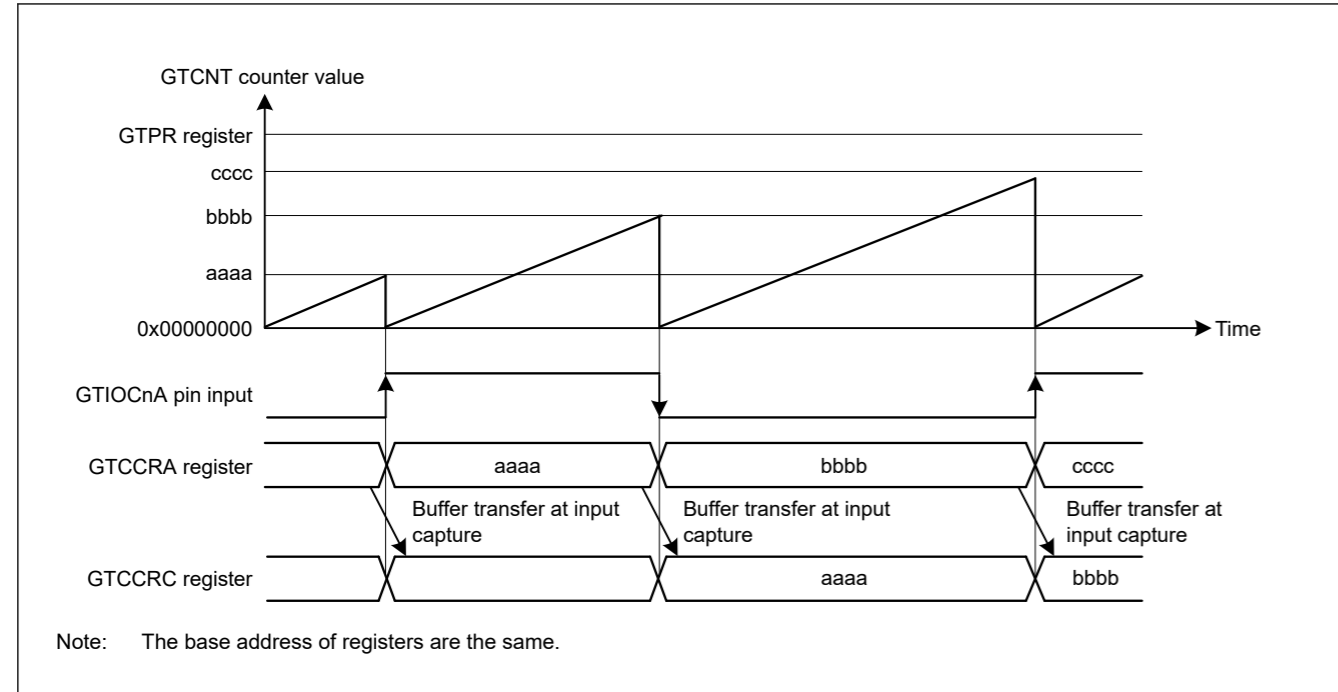 GTCNT counter value
GTPR register
cccc
bbbb
aaaa
0x00000000
Time
GTIOCnA pin input
GTCCRA register
aaaa
bbbb
cccc
Buffer transfer at input
capture
Buffer transfer at input
capture
Buffer transfer at
input capture
GTCCRC register
aaaa
bbbb
Note: The base address of registers are the same.